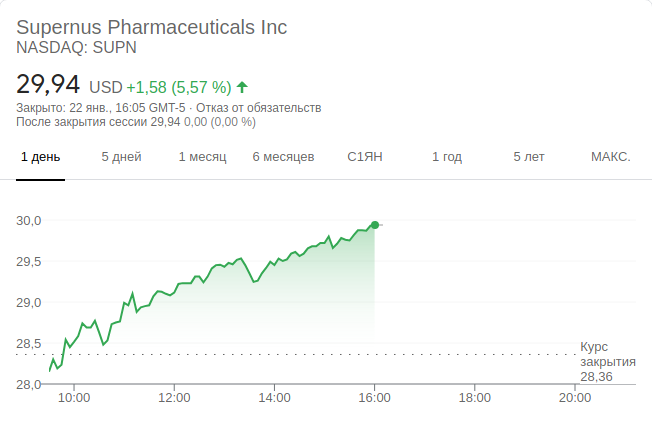 Supernus Pharmaceuticals Inc
NASDAQ: SUPN
29,94 USD +1,58 (5,57 %)
Закрыто: 22 янв., 16:05 GMT-5 · Отказ от обязательств
После закрытия сессии 29,94 0,00 (0,00 %)
1 день 5 дней 1 месяц 6 месяцев С1ЯН 1 год 5 лет МАКС.
30,0
29,5
29,0
28,5
28,0
Курс
закрытия
28,36
10:00 12:00 14:00 16:00 18:00 20:00